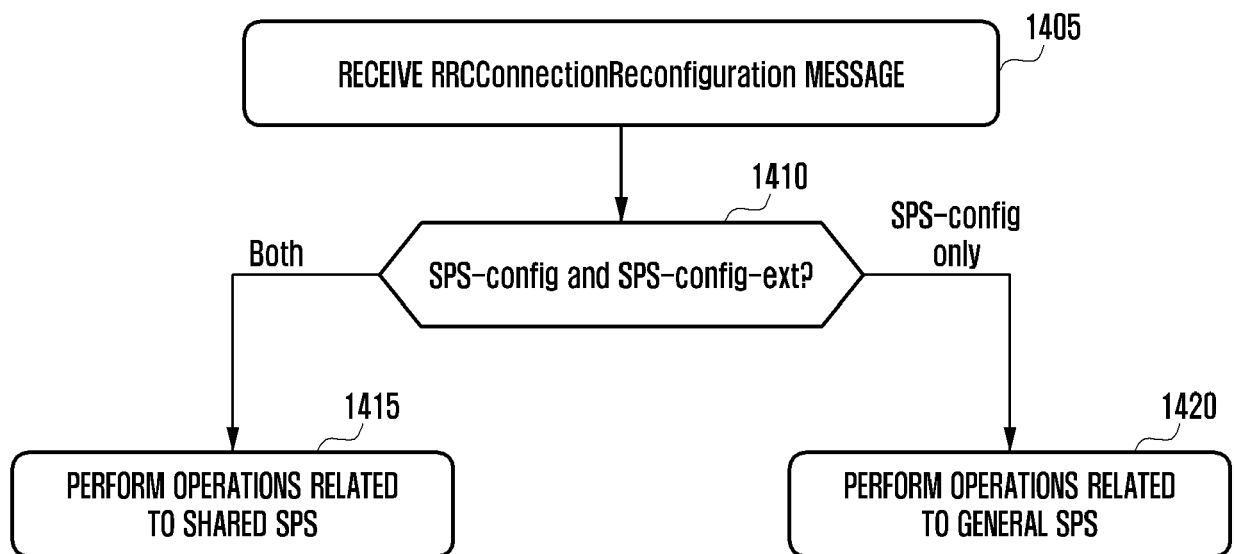 1405
RECEIVE RRCConnectionReconfiguration MESSAGE
1410
SPS-config
only
Both
SPS-config and SPS-config-ext?
1415
1420
PERFORM OPERATIONS RELATED
TO SHARED SPS
PERFORM OPERATIONS RELATED
TO GENERAL SPS